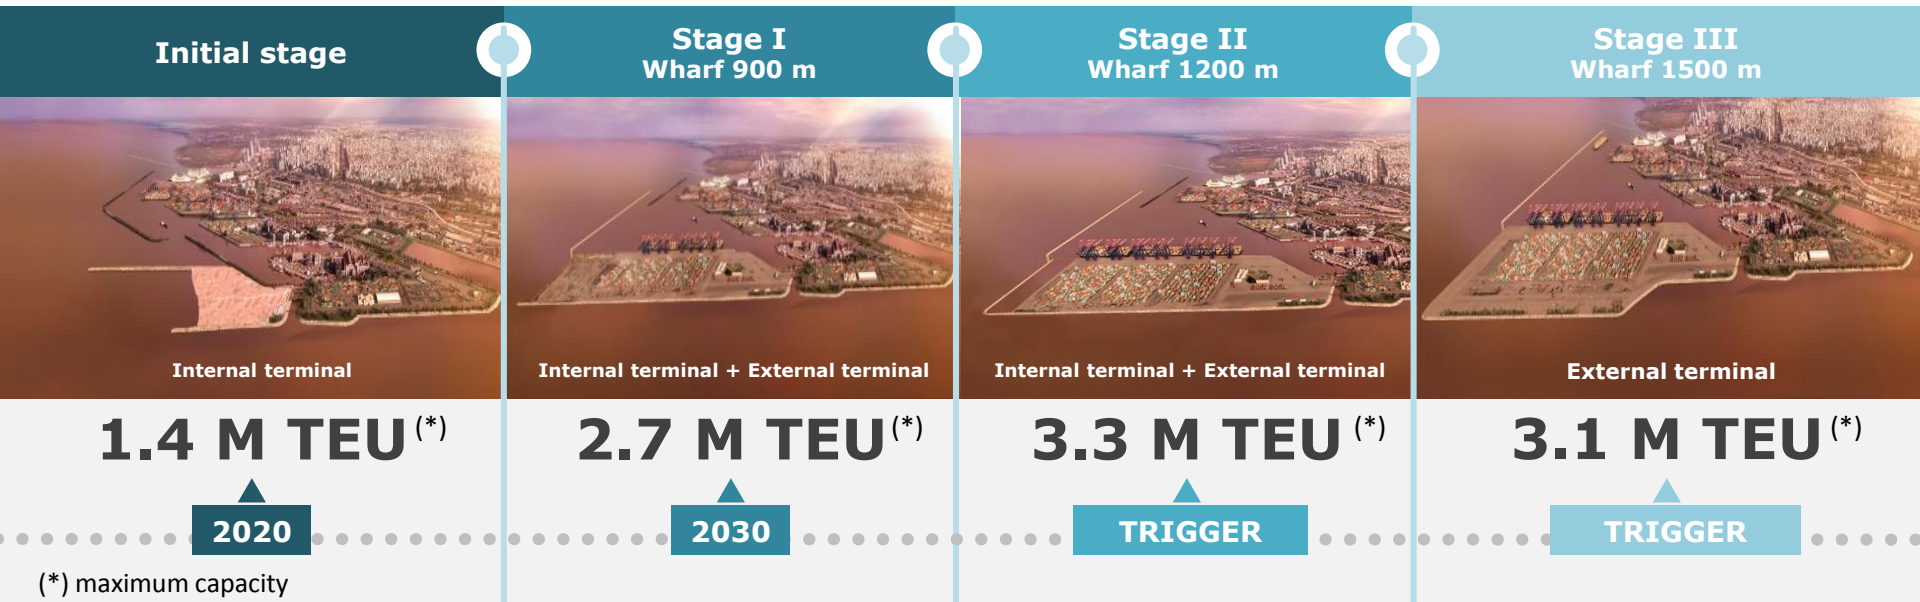 Initial stage
Stage I
Wharf 900 m
Stage II
Wharf 1200 m
Stage III
Wharf 1500 m
Internal terminal
Internal terminal + External terminal
Internal terminal + External terminal
External terminal
1.4 M TEU (*)
2.7 M TEU (*)
3.3 M TEU (*)
3.1 M TEU (*)
2020
2030
TRIGGER
TRIGGER
(*) maximum capacity